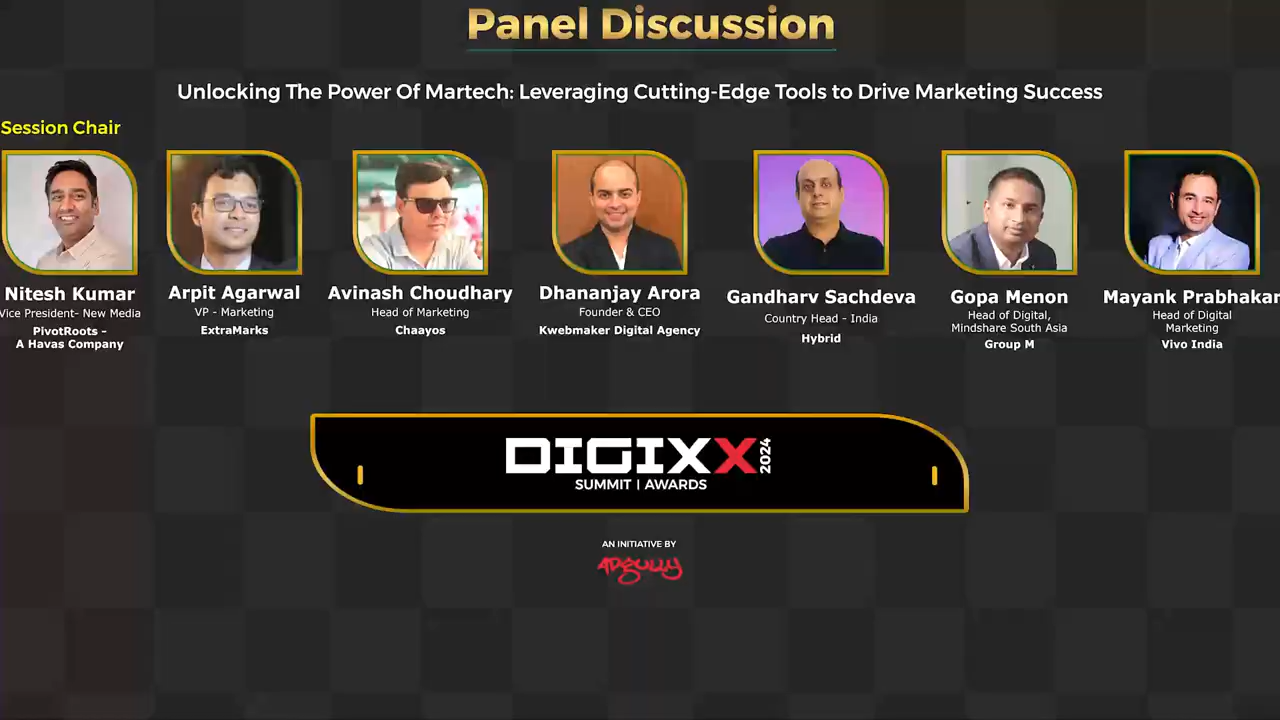 Panel Discussion
Unlocking The Power Of Martech: Leveraging Cutting-Edge Tools to Drive Marketing Success
Session Chair
Nitesh Kumar
Vice President- New Media
PivotRoots -
A Havas Company
Arpit Agarwal
VP - Marketing
ExtraMarks
Avinash Choudhary
Head of Marketing
Chaayos
Dhananjay Arora
Founder & CEO
Kwebmaker Digital Agency
Gandharv Sachdeva
Country Head - India
Hybrid
Gopa Menon
Head of Digital,
Mindshare South Asia
Group M
Mayank Prabhakar
Head of Digital
Marketing
Vivo India
DIGIXX 2024
SUMMIT | AWARDS
AN INITIATIVE BY
ADGULLY